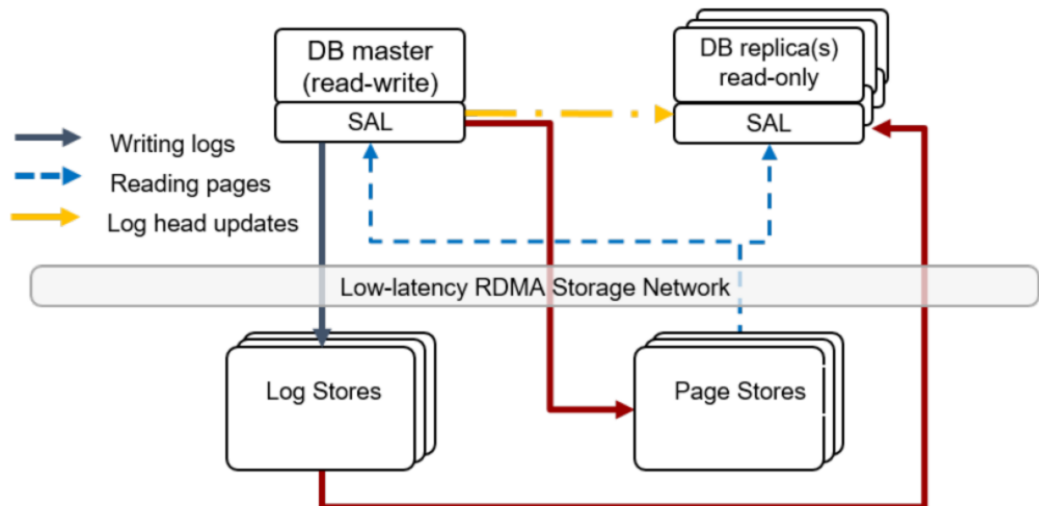 DB master
(read-write)
SAL
DB replica(s)
read-only
SAL
Writing logs
Reading pages
Log head updates
Low-latency RDMA Storage Network
Log Stores
Page Stores